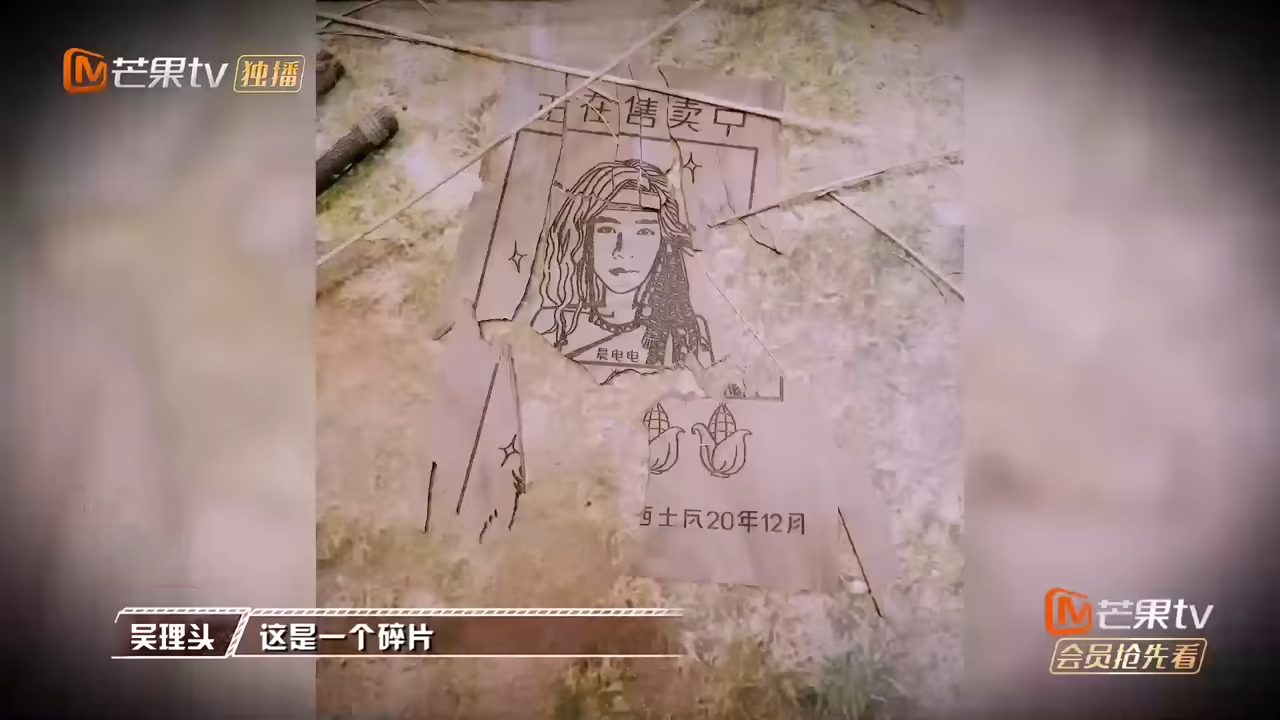 芒果tv 独播
正在售卖中
晨电电
西土瓦20年12月
吴理头 这是一个碎片
芒果tv
会员抢先看